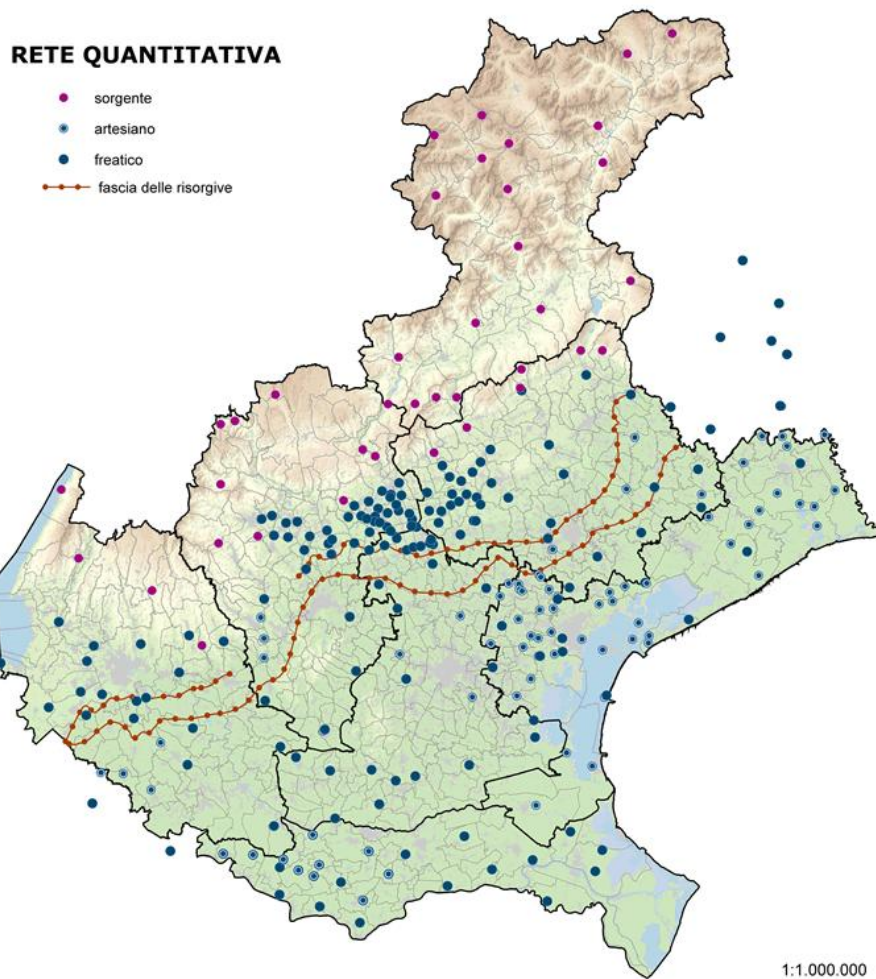 RETE QUANTITATIVA
sorgente
artesiano
freatico
fascia delle risorgive
1:1.000.000